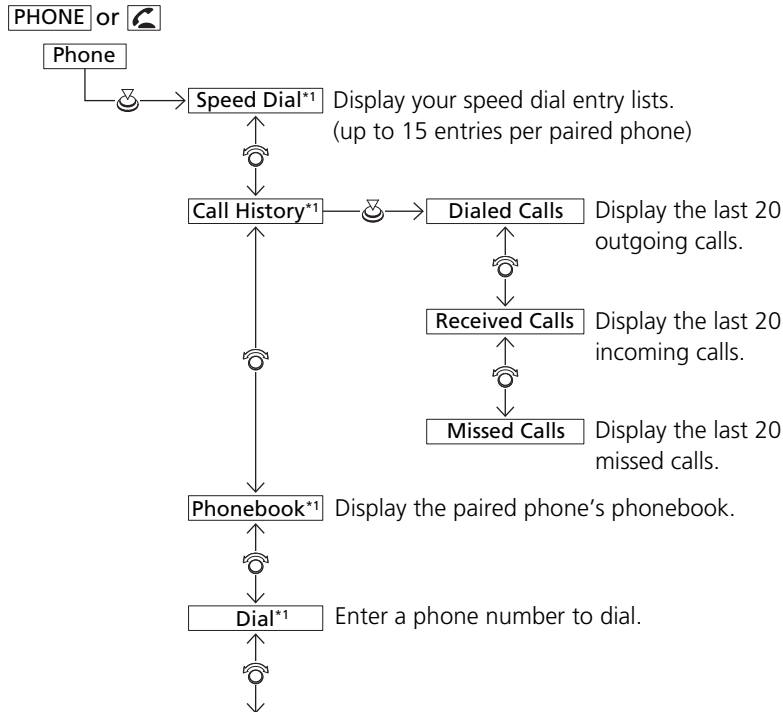 PHONE or
Phone
Speed Dial*1 Display your speed dial entry lists.
(up to 15 entries per paired phone)
Call History*1 Dialed Calls Display the last 20
outgoing calls.
Received Calls Display the last 20
incoming calls.
Missed Calls Display the last 20
missed calls.
Phonebook*1 Display the paired phone’s phonebook.
Dial*1 Enter a phone number to dial.